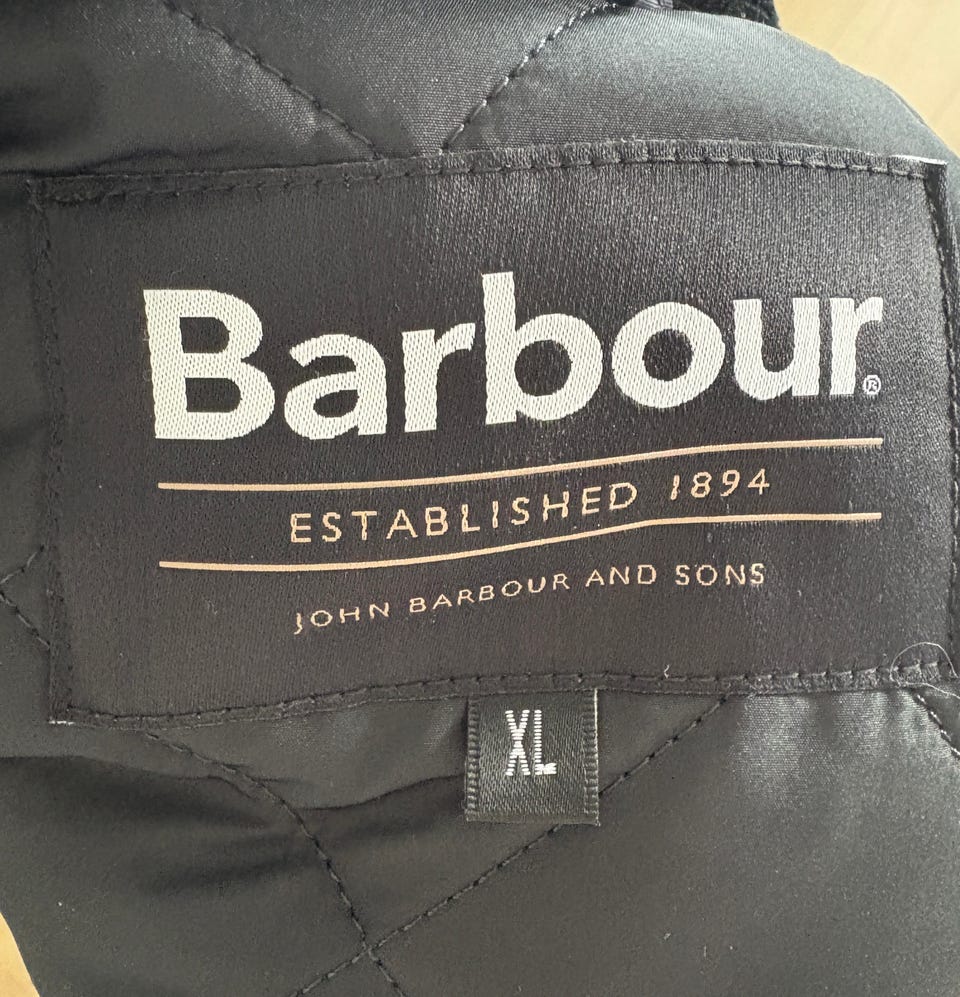 Barbour®
ESTABLISHED 1894
JOHN BARBOUR AND SONS
XL